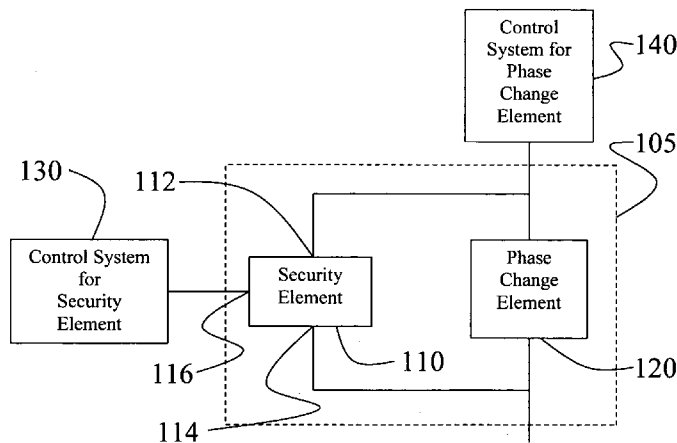 Control
System for
Phase
Change
Element
140
105
130
112
Control System
for
Security
Element
Security
Element
Phase
Change
Element
116
114
110
120